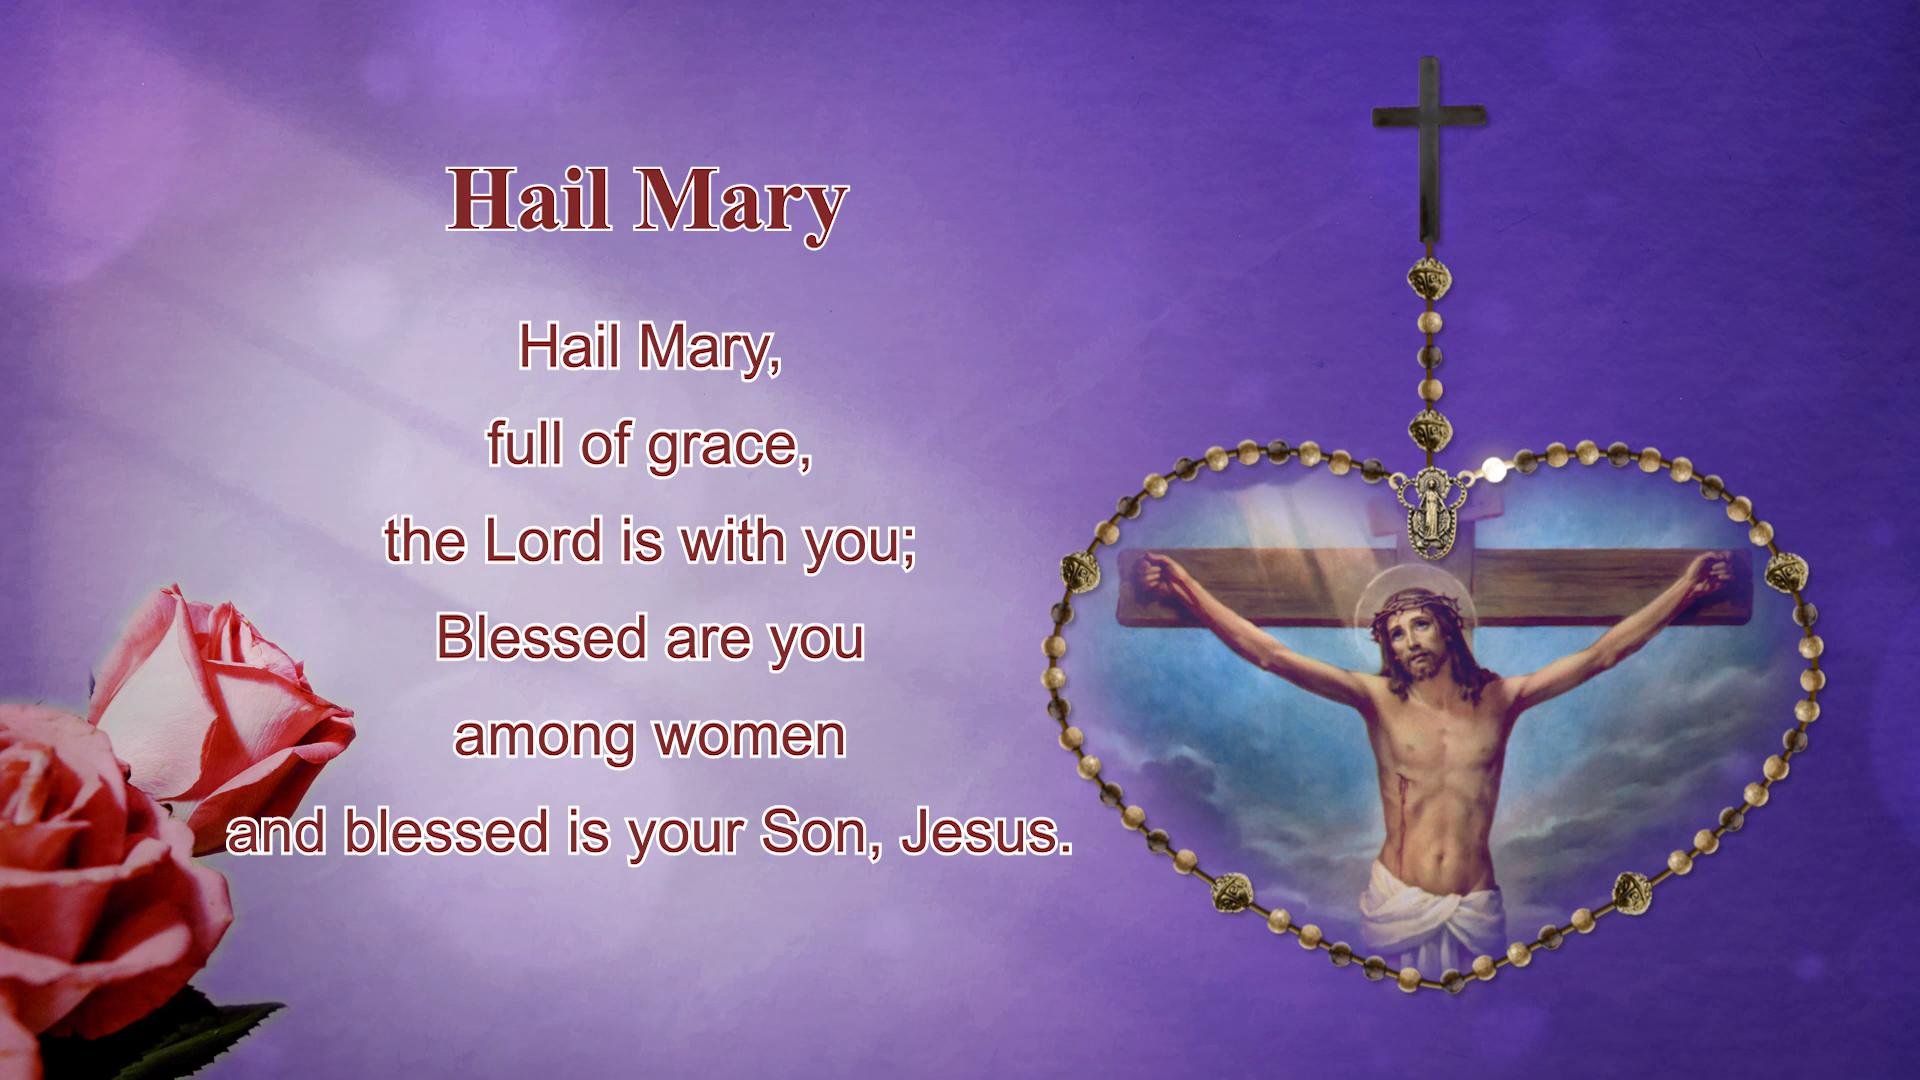 Hail Mary
Hail Mary,
full of grace,
the Lord is with you;
Blessed are you
among women
and blessed is your Son, Jesus.